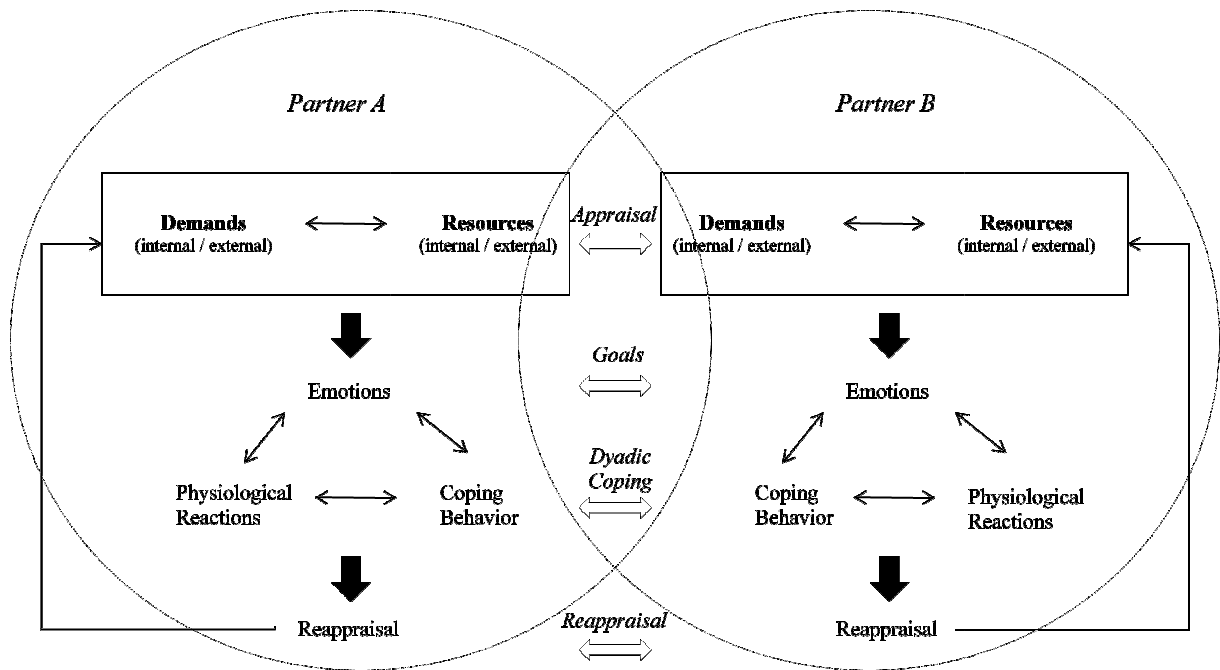 Partner A
Partner B
Demands
(internal / external)
Resources
(internal / external)
Appraisal
Demands
(internal / external)
Resources
(internal / external)
Goals
Emotions
Emotions
Dyadic
Coping
Physiological
Reactions
Coping
Behavior
Coping
Behavior
Physiological
Reactions
Reappraisal
Reappraisal
Reappraisal